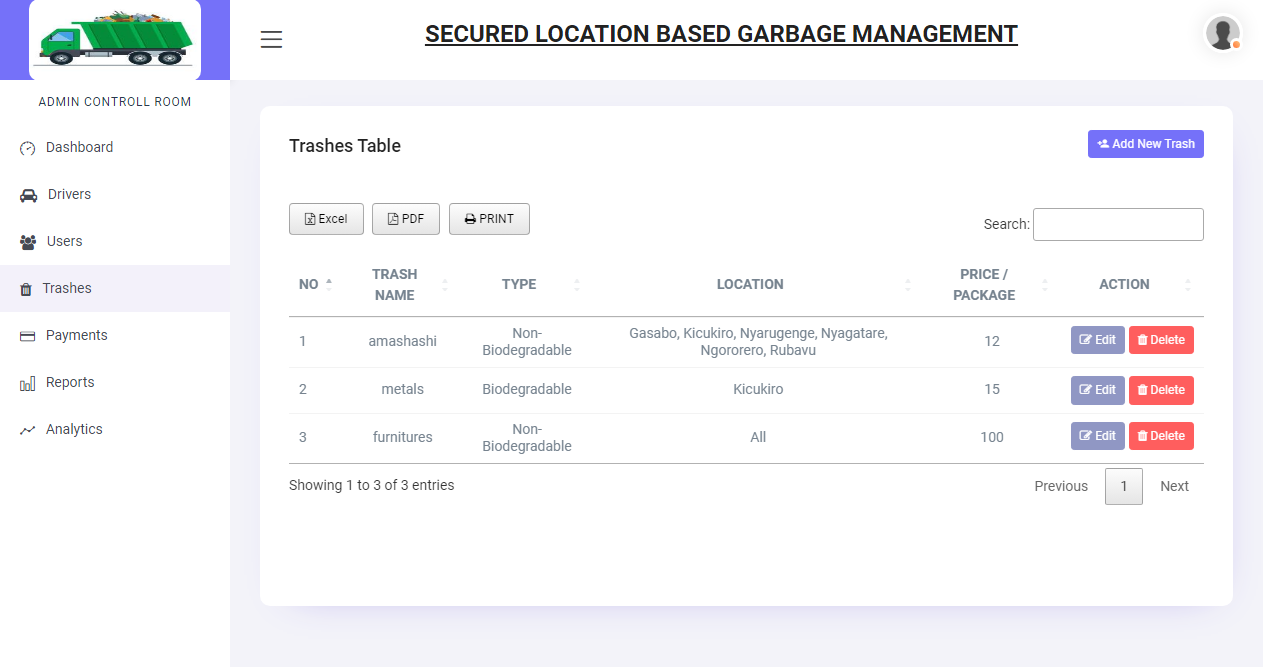 SECURED LOCATION BASED GARBAGE MANAGEMENT
ADMIN CONTROLL ROOM
Dashboard
Drivers
Users
Trashes
Payments
Reports
Analytics
Trashes Table
Add New Trash
Excel PDF PRINT
Search:
NO TRASH NAME TYPE LOCATION PRICE / PACKAGE ACTION
1 amashashi Non-Biodegradable Gasabo, Kicukiro, Nyarugenge, Nyagatare, Ngororero, Rubavu 12 Edit Delete
2 metals Biodegradable Kicukiro 15 Edit Delete
3 furnitures Non-Biodegradable All 100 Edit Delete
Showing 1 to 3 of 3 entries
Previous 1 Next